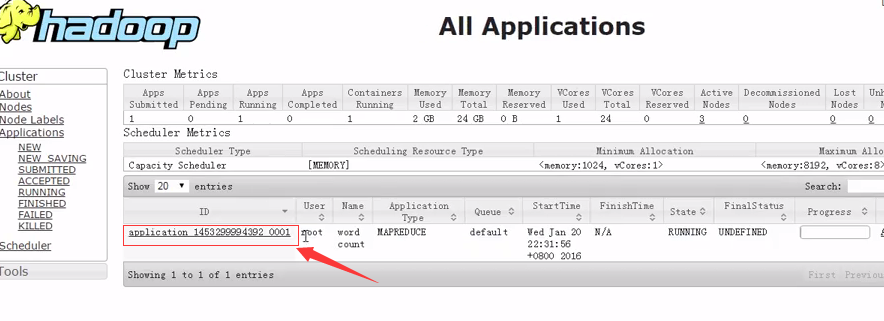 hadoop
All Applications
Cluster
About
Nodes
Node Labels
Applications
NEW
NEW_SAVING
SUBMITTED
ACCEPTED
RUNNING
FINISHED
FAILED
KILLED
Scheduler
Tools
Cluster Metrics
Apps Submitted Apps Pending Apps Running Apps Completed Containers Running Memory Used Memory Total Memory Reserved VCores Used VCores Total VCores Reserved Active Nodes Decommissioned Nodes Lost Nodes
1 0 1 0 1 2 GB 24 GB 0 B 1 24 0 3 0 0 0
Scheduler Metrics
Scheduler Type Scheduling Resource Type Minimum Allocation
Capacity Scheduler [MEMORY] <memory:1024, vCores:1> <memory:8192, vCores:8>
Show 20 entries Search:
ID User Name Application Type Queue StartTime FinishTime State FinalStatus Progress
application_1453299994392_0001 root word MAPREDUCE default Wed Jan 20 N/A RUNNING UNDEFINED
count 22:31:56
+0800 2016
Showing 1 to 1 of 1 entries First